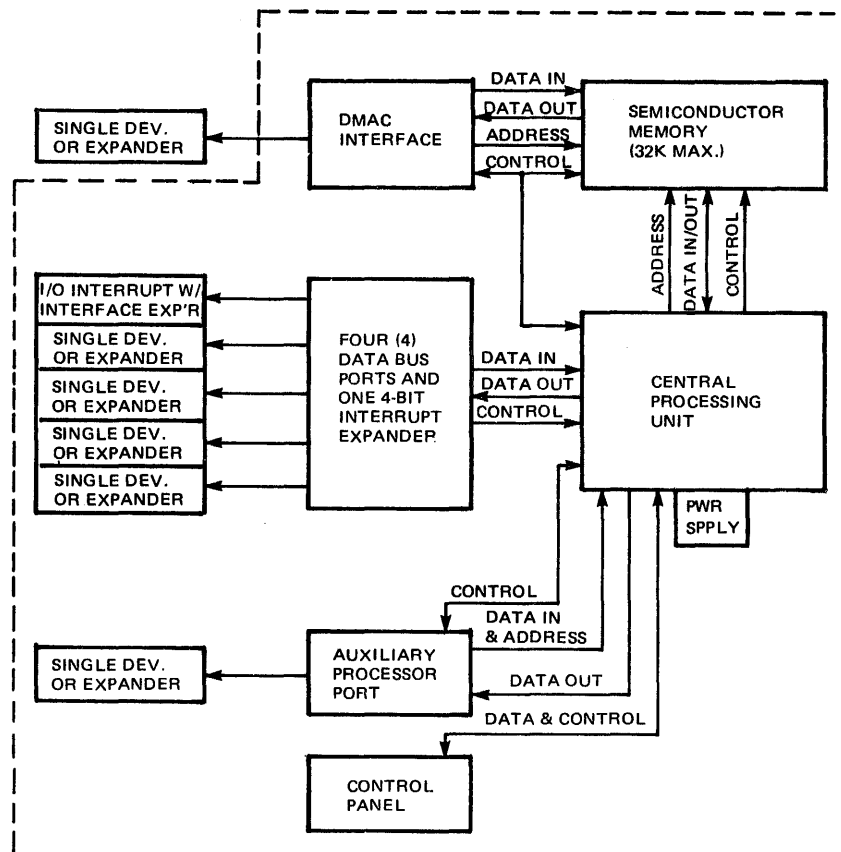 DATA IN
DATA OUT
ADDRESS
CONTROL
SINGLE DEV.
OR EXPANDER
DMAC
INTERFACE
SEMICONDUCTOR
MEMORY
(32K MAX.)
ADDRESS
DATA IN/OUT
CONTROL
I/O INTERRUPT W/
INTERFACE EXP'R
SINGLE DEV.
OR EXPANDER
SINGLE DEV.
OR EXPANDER
SINGLE DEV.
OR EXPANDER
SINGLE DEV.
OR EXPANDER
FOUR (4)
DATA BUS
PORTS AND
ONE 4-BIT
INTERRUPT
EXPANDER
DATA IN
DATA OUT
CONTROL
CENTRAL
PROCESSING
UNIT
PWR
SPPLY
CONTROL
DATA IN
& ADDRESS
SINGLE DEV.
OR EXPANDER
AUXILIARY
PROCESSOR
PORT
DATA OUT
DATA & CONTROL
CONTROL
PANEL